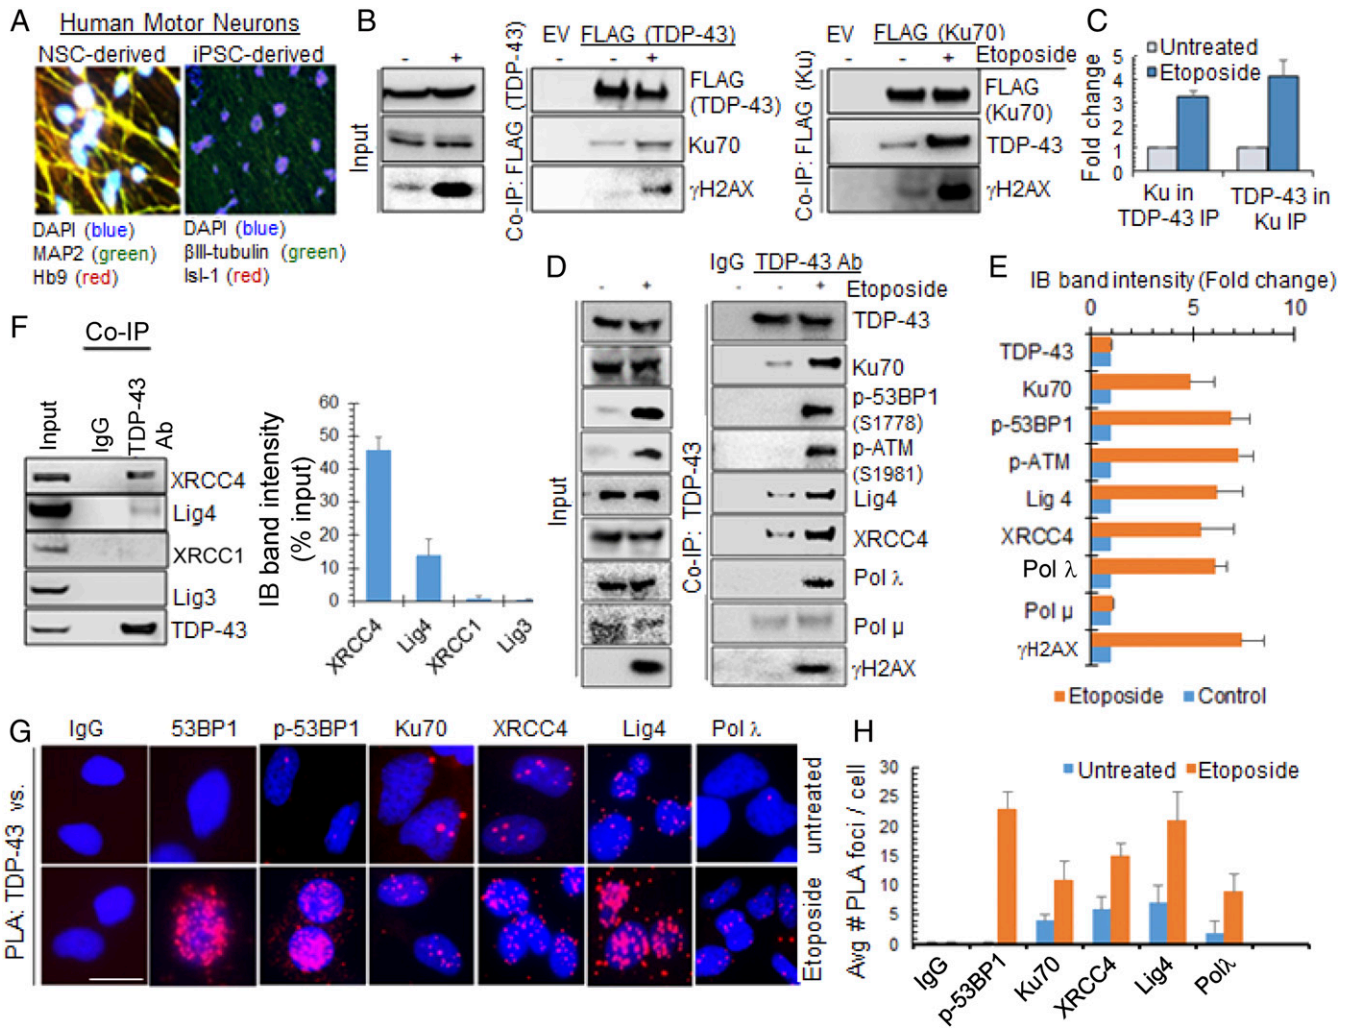 A
Human Motor Neurons
NSC-derived
iPSC-derived
DAPI (blue)
MAP2 (green)
Hb9 (red)
DAPI (blue)
βIII-tubulin (green)
Isl-1 (red)
B
- +
Input
EV FLAG (TDP-43)
- - +
Co-IP: FLAG (TDP-43)
FLAG
(TDP-43)
Ku70
γH2AX
EV FLAG (Ku70)
- - + Etoposide
Co-IP: FLAG (Ku)
FLAG
(Ku70)
TDP-43
γH2AX
C
Untreated
Etoposide
Fold change
5
4
3
2
1
0
Ku in
TDP-43 IP
TDP-43 in
Ku IP
D
- +
Input
IgG TDP-43 Ab
- - + Etoposide
Co-IP: TDP-43
TDP-43
Ku70
p-53BP1
(S1778)
p-ATM
(S1981)
Lig4
XRCC4
Pol λ
Pol µ
γH2AX
E
IB band intensity (Fold change)
0 5 10
TDP-43
Ku70
p-53BP1
p-ATM
Lig 4
XRCC4
Pol λ
Pol µ
γH2AX
Etoposide Control
F
Co-IP
Input
IgG
TDP-43
Ab
XRCC4
Lig4
XRCC1
Lig3
TDP-43
IB band intensity
(% input)
60
50
40
30
20
10
0
XRCC4
Lig4
XRCC1
Lig3
G
IgG 53BP1 p-53BP1 Ku70 XRCC4 Lig4 Pol λ
PLA: TDP-43 vs.
untreated
Etoposide
H
Untreated Etoposide
Avg # PLA foci / cell
30
25
20
15
10
5
0
IgG
p-53BP1
Ku70
XRCC4
Lig4
Polλ